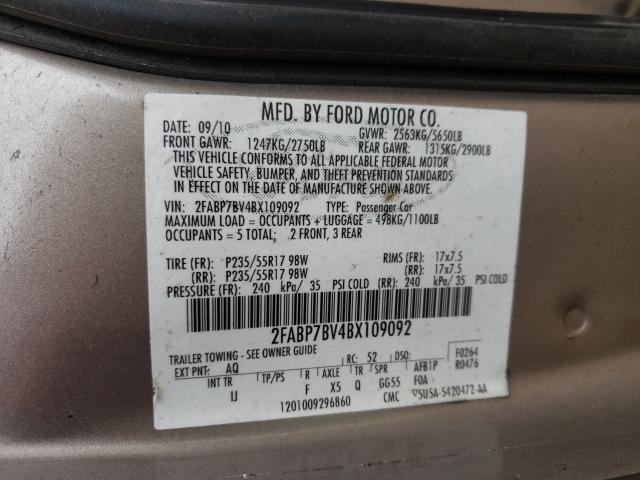 MFD. BY FORD MOTOR CO.
DATE: 09/10 GVWR: 2563KG/5650LB
FRONT GAWR: 1247KG/2750LB REAR GAWR: 1315KG/2900LB
THIS VEHICLE CONFORMS TO ALL APPLICABLE FEDERAL MOTOR
VEHICLE SAFETY, BUMPER, AND THEFT PREVENTION STANDARDS
IN EFFECT ON THE DATE OF MANUFACTURE SHOWN ABOVE.
VIN: 2FABP7BV4BX109092 TYPE: Passenger Car
MAXIMUM LOAD = OCCUPANTS + LUGGAGE = 498KG/1100LB
OCCUPANTS = 5 TOTAL; 2 FRONT, 3 REAR
TIRE (FR): P235/55R17 98W RIMS (FR): 17x7.5
(RR): P235/55R17 98W (RR): 17x7.5
PRESSURE (FR): 240 kPa/ 35 PSI COLD (RR): 240 kPa/ 35 PSI COLD
2FABP7BV4BX109092
TRAILER TOWING - SEE OWNER GUIDE
EXT PNT: AQ RC: 52 DSO: F0264
INT TR TP/PS R AXLE TR SPR AFB1P R0476
IJ F X5 Q GG55 FOA
1201009296860 CMC 5U5A-5420472-AA